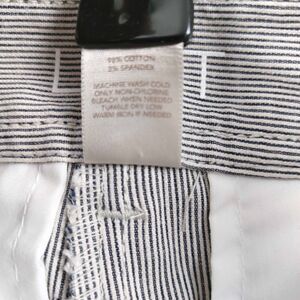 98% COTTON
2% SPANDEX
MACHINE WASH COLD
ONLY NON-CHLORINE
BLEACH WHEN NEEDED
TUMBLE DRY LOW
WARM IRON IF NEEDED